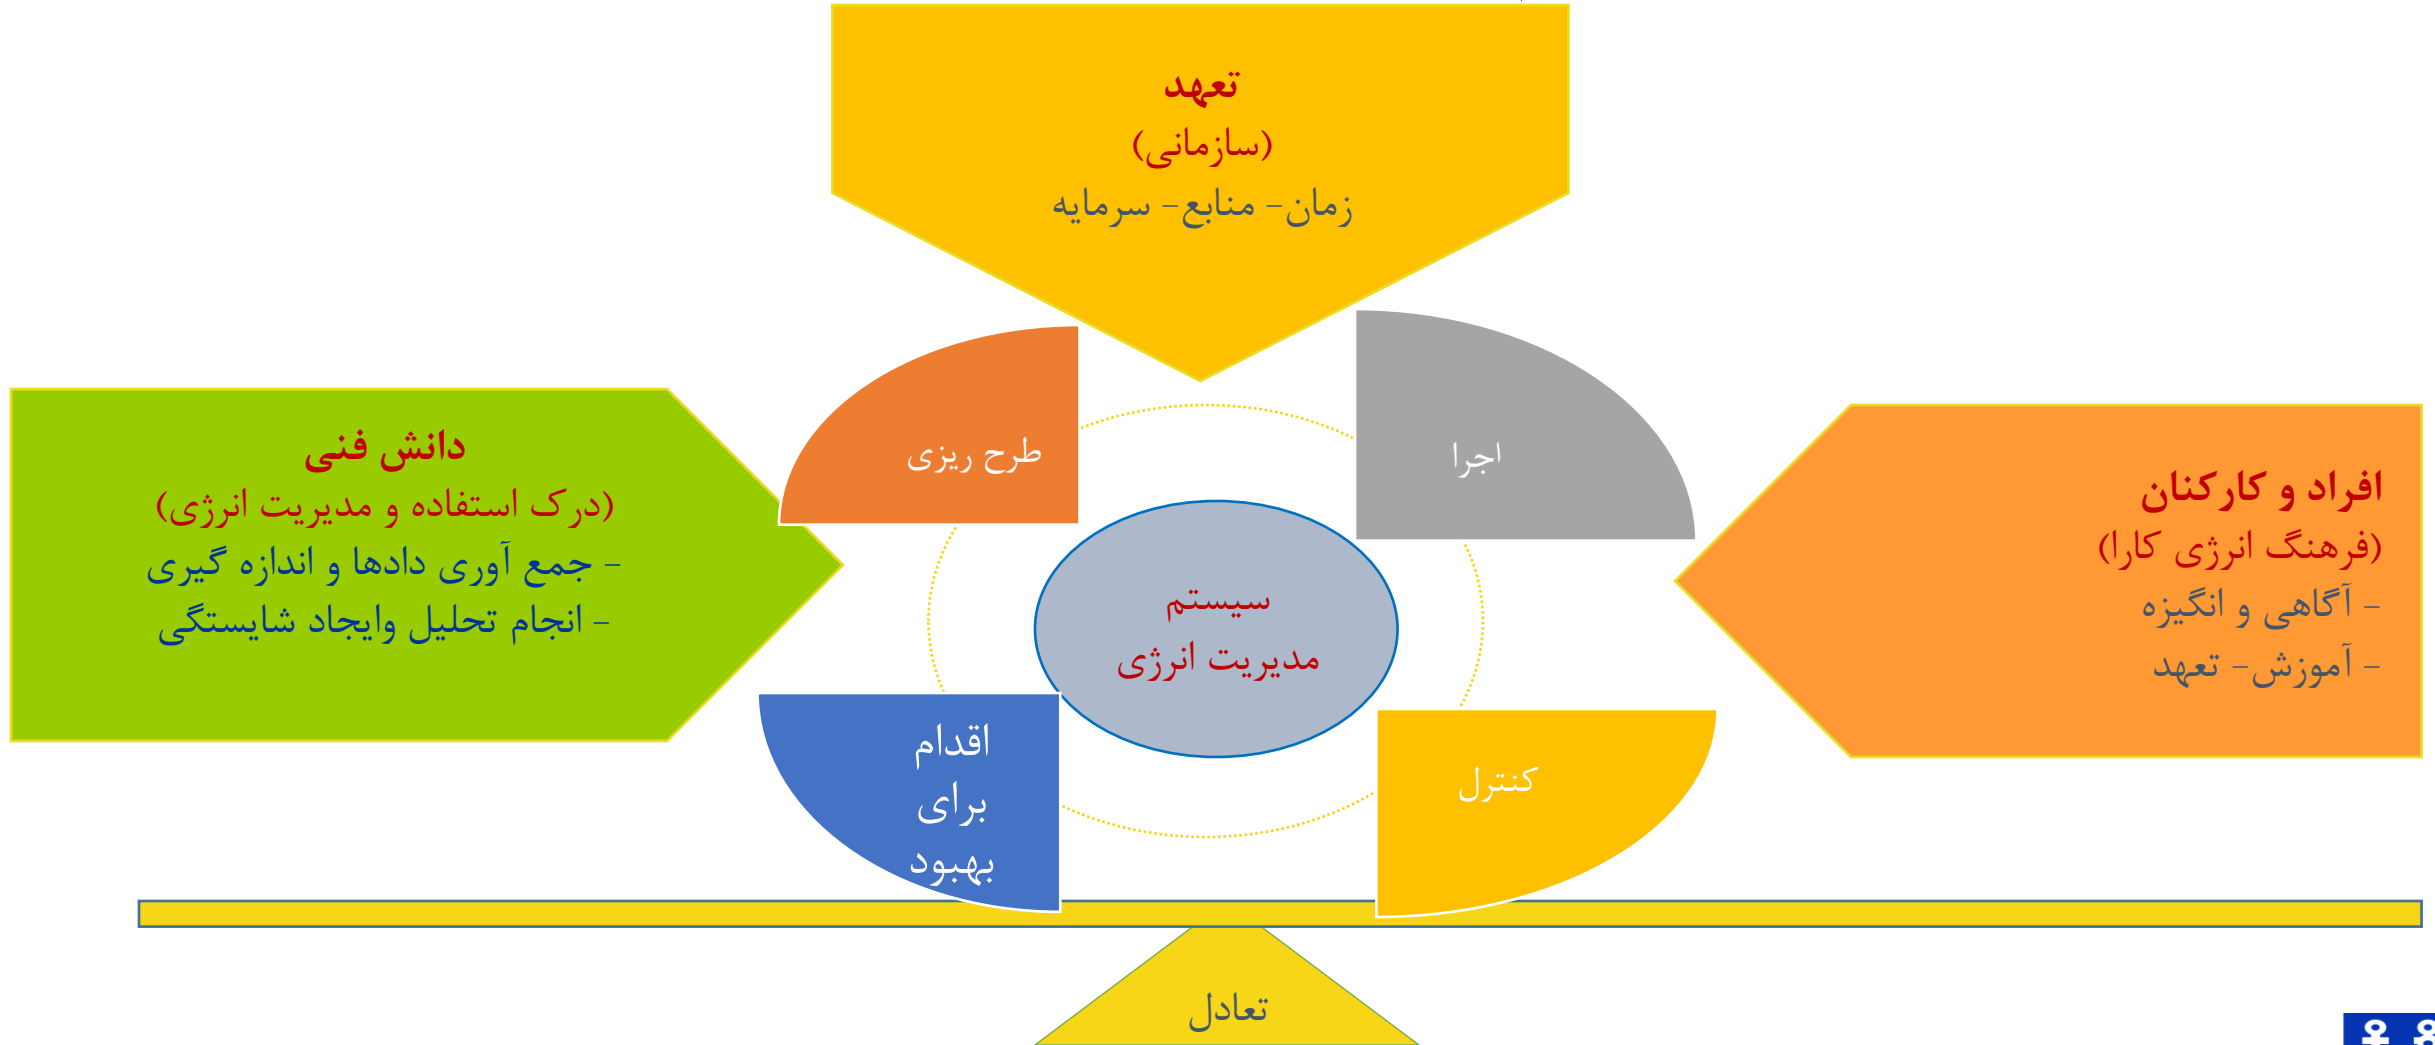 تعهد
(سازمانی)
زمان- منابع- سرمایه
اجرا
طرح ریزی
افراد و کارکنان
(فرهنگ انرژی کارا)
- آگاهی و انگیزه
- آموزش- تعهد
دانش فنی
(درک استفاده و مدیریت انرژی)
- جمع آوری دادها و اندازه گیری
- انجام تحلیل وایجاد شایستگی
سیستم
مدیریت انرژی
کنترل
اقدام
برای
بهبود
تعادل